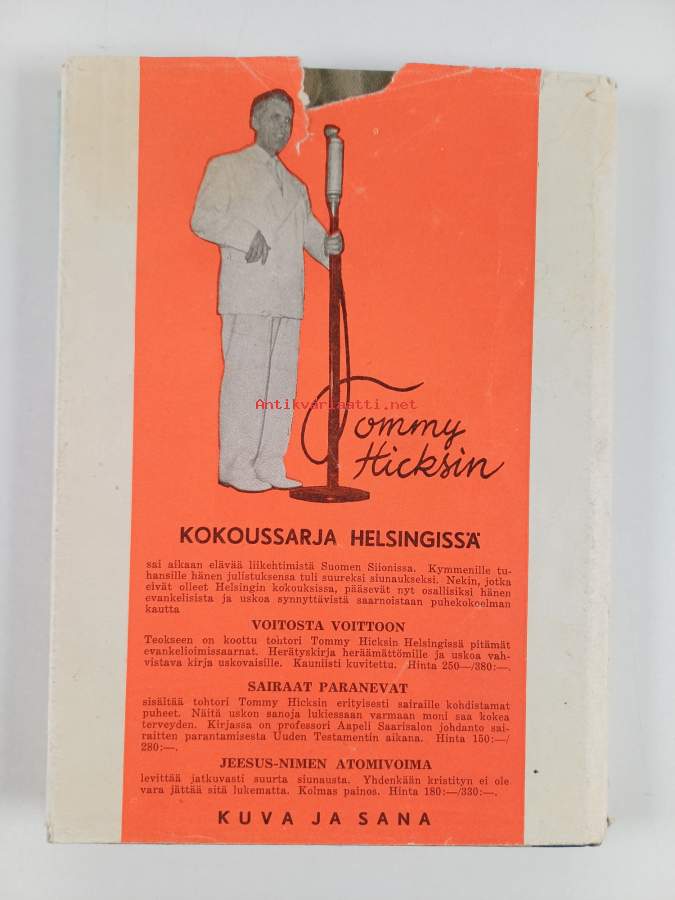 Antikvariaatti.net
Tommy
Hicksin
KOKOUSSARJA HELSINGISSÄ
sai aikaan elävää liikehtimistä Suomen Siionissa. Kymmenille tu-
hansille hänen julistuksensa tuli suureksi siunaukseksi. Nekin, jotka
eivät olleet Helsingin kokouksissa, pääsevät nyt osallisiksi hänen
evankelisista ja uskoa synnyttävistä saarnoistaan puhekokoelman
kautta
VOITOSTA VOITTOON
Teokseen on koottu tohtori Tommy Hicksin Helsingissä pitämät
evankelioimissaarnat. Herätyskirja heräämättömille ja uskoa vah-
vistava kirja uskovaisille. Kauniisti kuvitettu. Hinta 250—/380:—.
SAIRAAT PARANEVAT
sisältää tohtori Tommy Hicksin erityisesti sairaille kohdistamat
puheet. Näitä uskon sanoja lukiessaan varmaan moni saa kokea
terveyden. Kirjassa on professori Aapeli Saarisalon johdanto sai-
raitten parantamisesta Uuden Testamentin aikana. Hinta 150:—/
280:—.
JEESUS-NIMEN ATOMIVOIMA
levittää jatkuvasti suurta siunausta. Yhdenkään kristityn ei ole
vara jättää sitä lukematta. Kolmas painos. Hinta 180:—/330:—.
KUVA JA SANA